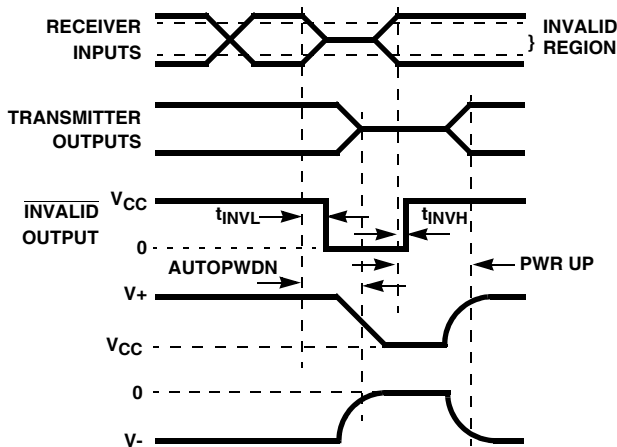 RECEIVER
INPUTS
} INVALID
REGION
TRANSMITTER
OUTPUTS
INVALID
OUTPUT
VCC
0
tINVL
tINVH
AUTOPWDN
PWR UP
V+
VCC
0
V-